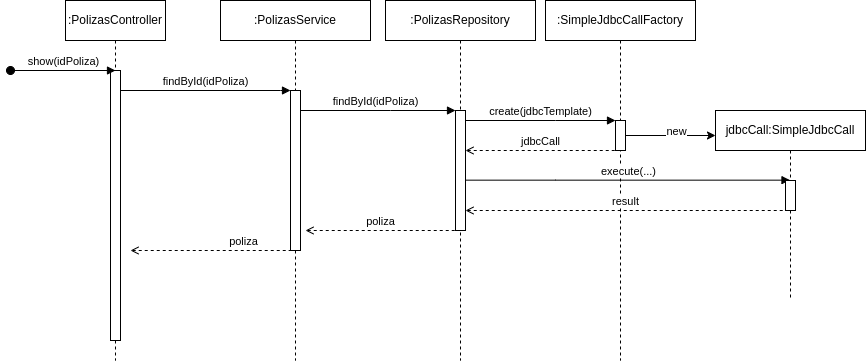 :PolizasController
:PolizasService
:PolizasRepository
:SimpleJdbcCallFactory
show(idPoliza)
findById(idPoliza)
findById(idPoliza)
create(jdbcTemplate)
new
jdbcCall:SimpleJdbcCall
jdbcCall
execute(...)
result
poliza
poliza